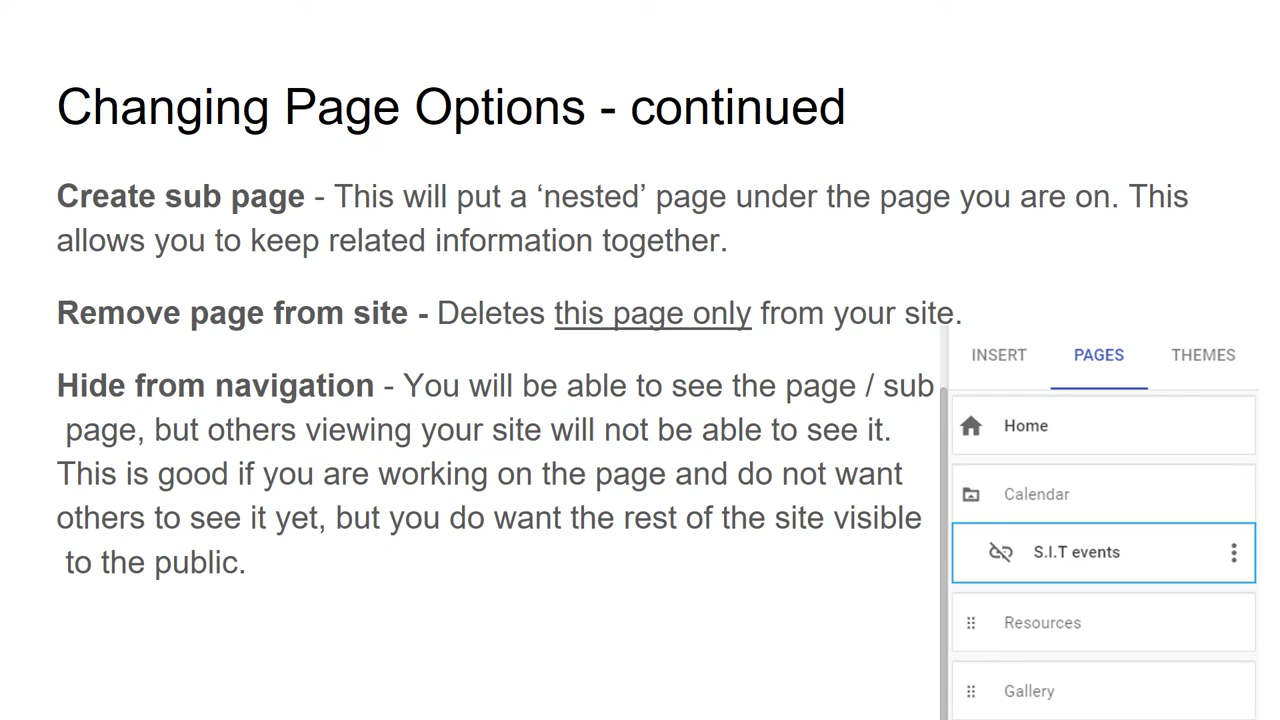 Changing Page Options - continued
Create sub page - This will put a ‘nested’ page under the page you are on. This
allows you to keep related information together.
Remove page from site - Deletes this page only from your site.
Hide from navigation - You will be able to see the page / sub
page, but others viewing your site will not be able to see it.
This is good if you are working on the page and do not want
others to see it yet, but you do want the rest of the site visible
to the public.
INSERT PAGES THEMES
Home
Calendar
S.I.T events
Resources
Gallery